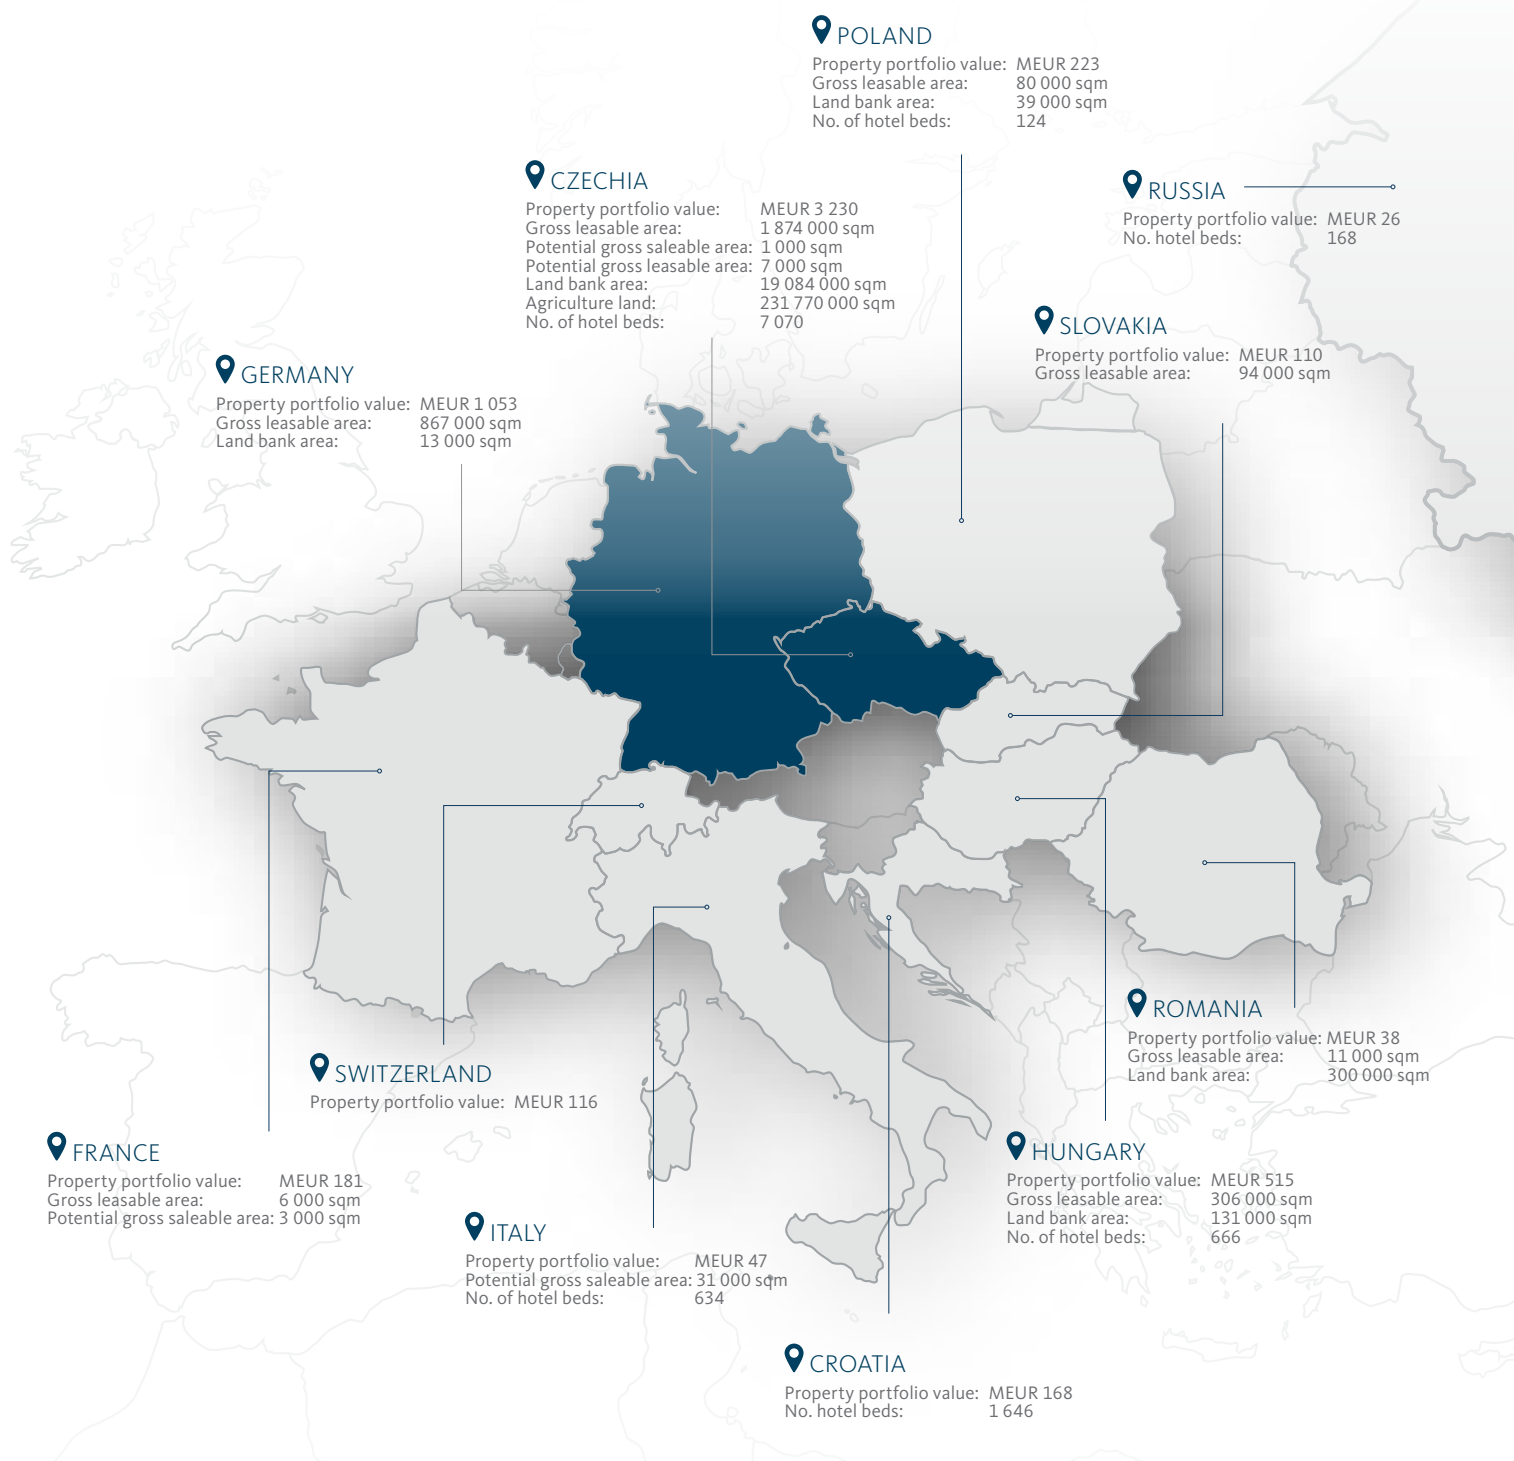 POLAND
Property portfolio value: MEUR 223
Gross leasable area: 80 000 sqm
Land bank area: 39 000 sqm
No. of hotel beds: 124
CZECHIA
Property portfolio value: MEUR 3 230
Gross leasable area: 1 874 000 sqm
Potential gross saleable area: 1 000 sqm
Potential gross leasable area: 7 000 sqm
Land bank area: 19 084 000 sqm
Agriculture land: 231 770 000 sqm
No. of hotel beds: 7 070
RUSSIA
Property portfolio value: MEUR 26
No. hotel beds: 168
SLOVAKIA
Property portfolio value: MEUR 110
Gross leasable area: 94 000 sqm
GERMANY
Property portfolio value: MEUR 1 053
Gross leasable area: 867 000 sqm
Land bank area: 13 000 sqm
ROMANIA
Property portfolio value: MEUR 38
Gross leasable area: 11 000 sqm
Land bank area: 300 000 sqm
SWITZERLAND
Property portfolio value: MEUR 116
FRANCE
Property portfolio value: MEUR 181
Gross leasable area: 6 000 sqm
Potential gross saleable area: 3 000 sqm
HUNGARY
Property portfolio value: MEUR 515
Gross leasable area: 306 000 sqm
Land bank area: 131 000 sqm
No. of hotel beds: 666
ITALY
Property portfolio value: MEUR 47
Potential gross saleable area: 31 000 sqm
No. of hotel beds: 634
CROATIA
Property portfolio value: MEUR 168
No. hotel beds: 1 646